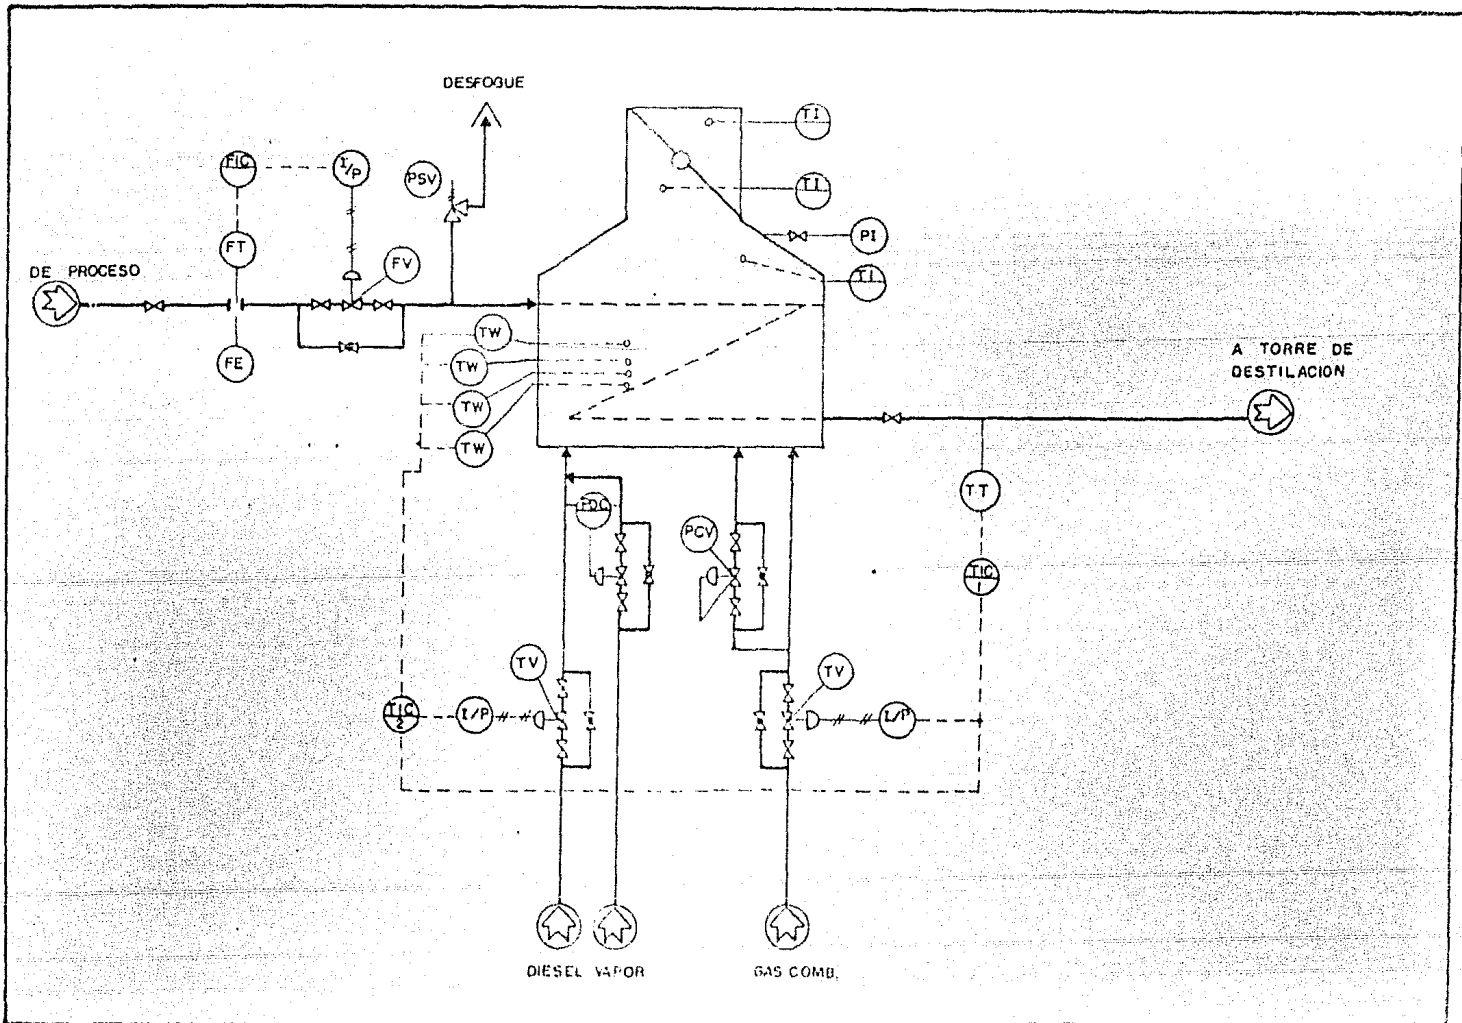 DESFOGUE
TI
FIC
I/P
PSV
TI
FT
FV
PI
DE PROCESO
TI
TW
FE
TW
A TORRE DE
DESTILACION
TW
TW
TT
PDC
PCV
TIC
1
TV
TV
TIC
2
I/P
I/P
DIESEL VAPOR
GAS COMB.